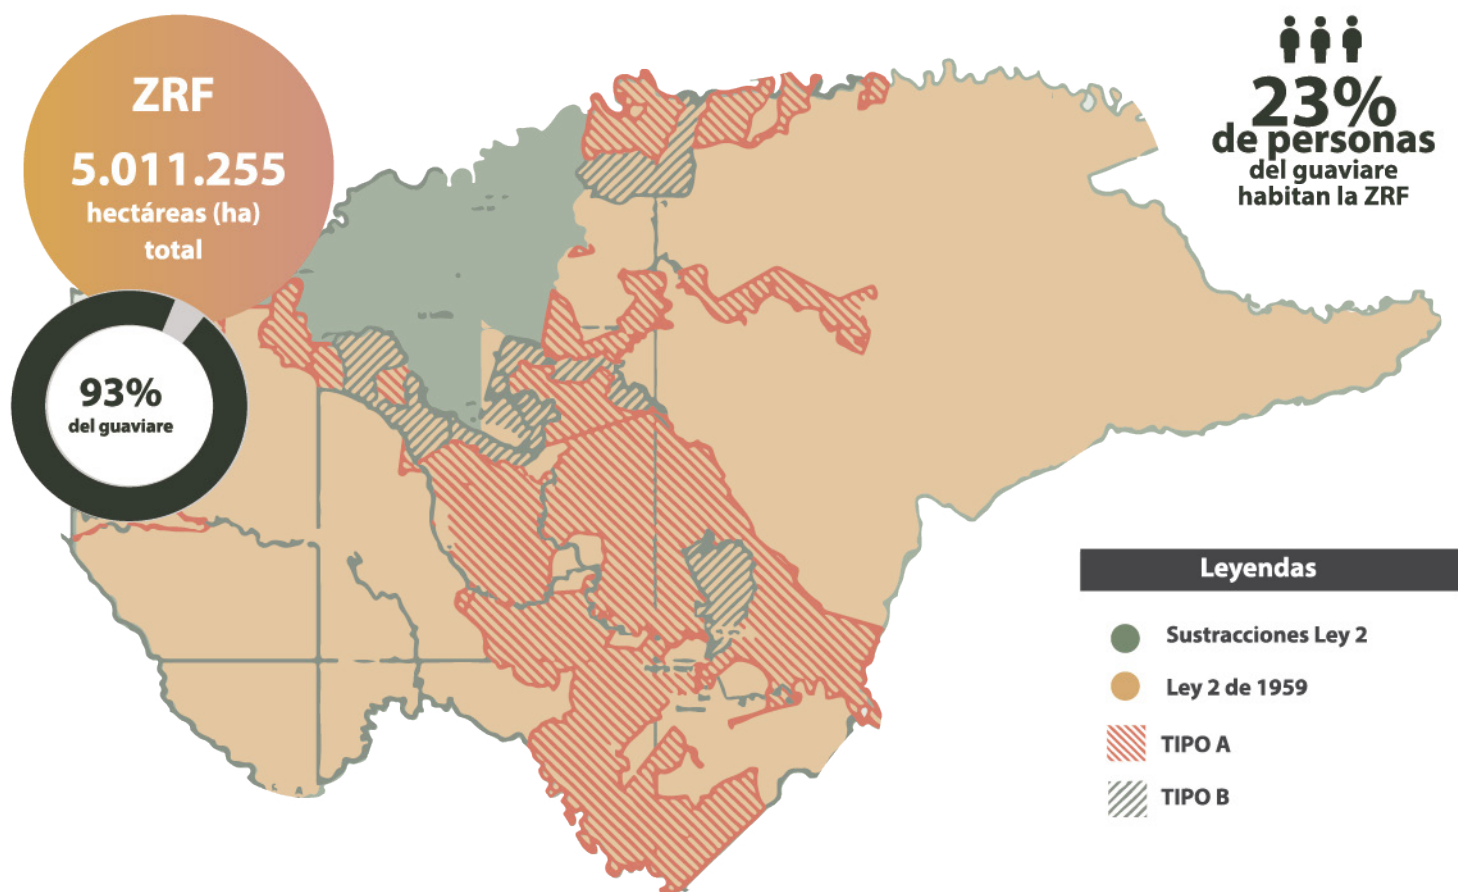 ZRF
5.011.255
hectáreas (ha)
total
93%
del guaviare
23%
de personas
del guaviare
habitan la ZRF
Leyendas
Sustracciones Ley 2
Ley 2 de 1959
TIPO A
TIPO B